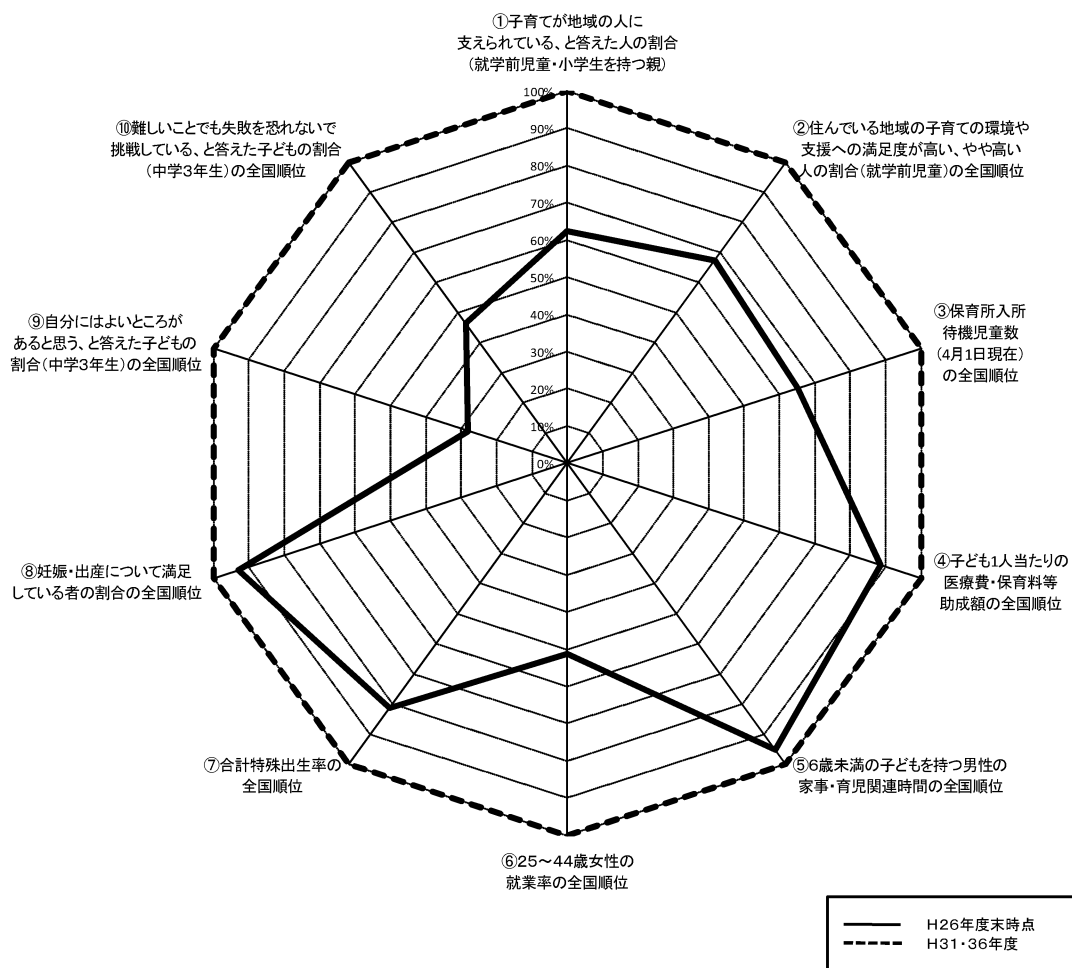 ①子育てが地域の人に
支えられている、と答えた人の割合
(就学前児童・小学生を持つ親)
100%
90%
80%
70%
60%
50%
40%
30%
20%
10%
0%
②住んでいる地域の子育ての環境や
支援への満足度が高い、やや高い
人の割合(就学前児童)の全国順位
③保育所入所
待機児童数
(4月1日現在)
の全国順位
④子ども1人当たりの
医療費・保育料等
助成額の全国順位
⑤6歳未満の子どもを持つ男性の
家事・育児関連時間の全国順位
⑥25~44歳女性の
就業率の全国順位
⑦合計特殊出生率の
全国順位
⑧妊娠・出産について満足
している者の割合の全国順位
⑨自分にはよいところが
あると思う、と答えた子どもの
割合(中学3年生)の全国順位
⑩難しいことでも失敗を恐れないで
挑戦している、と答えた子どもの割合
(中学3年生)の全国順位
H26年度末時点
H31・36年度